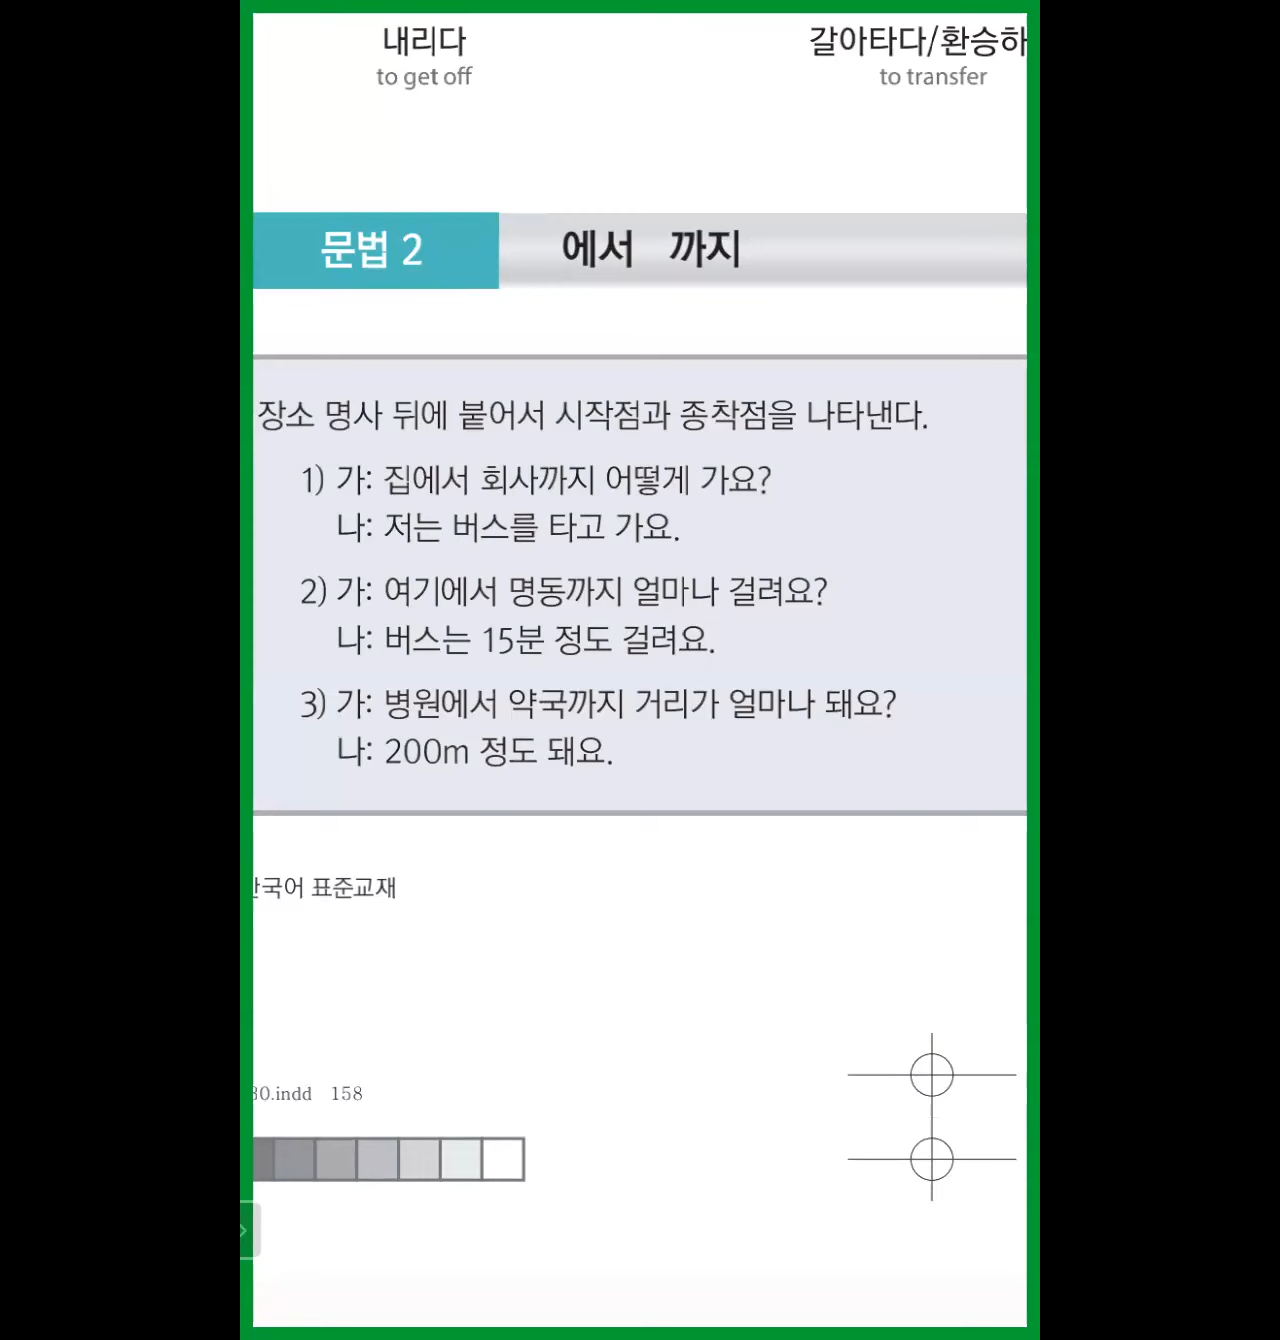 내리다 갈아타다/환승하
to get off to transfer
문법 2 에서 까지
장소 명사 뒤에 붙어서 시작점과 종착점을 나타낸다.
1) 가: 집에서 회사까지 어떻게 가요?
나: 저는 버스를 타고 가요.
2) 가: 여기에서 명동까지 얼마나 걸려요?
나: 버스는 15분 정도 걸려요.
3) 가: 병원에서 약국까지 거리가 얼마나 돼요?
나: 200m 정도 돼요.
한국어 표준교재
30.indd 158